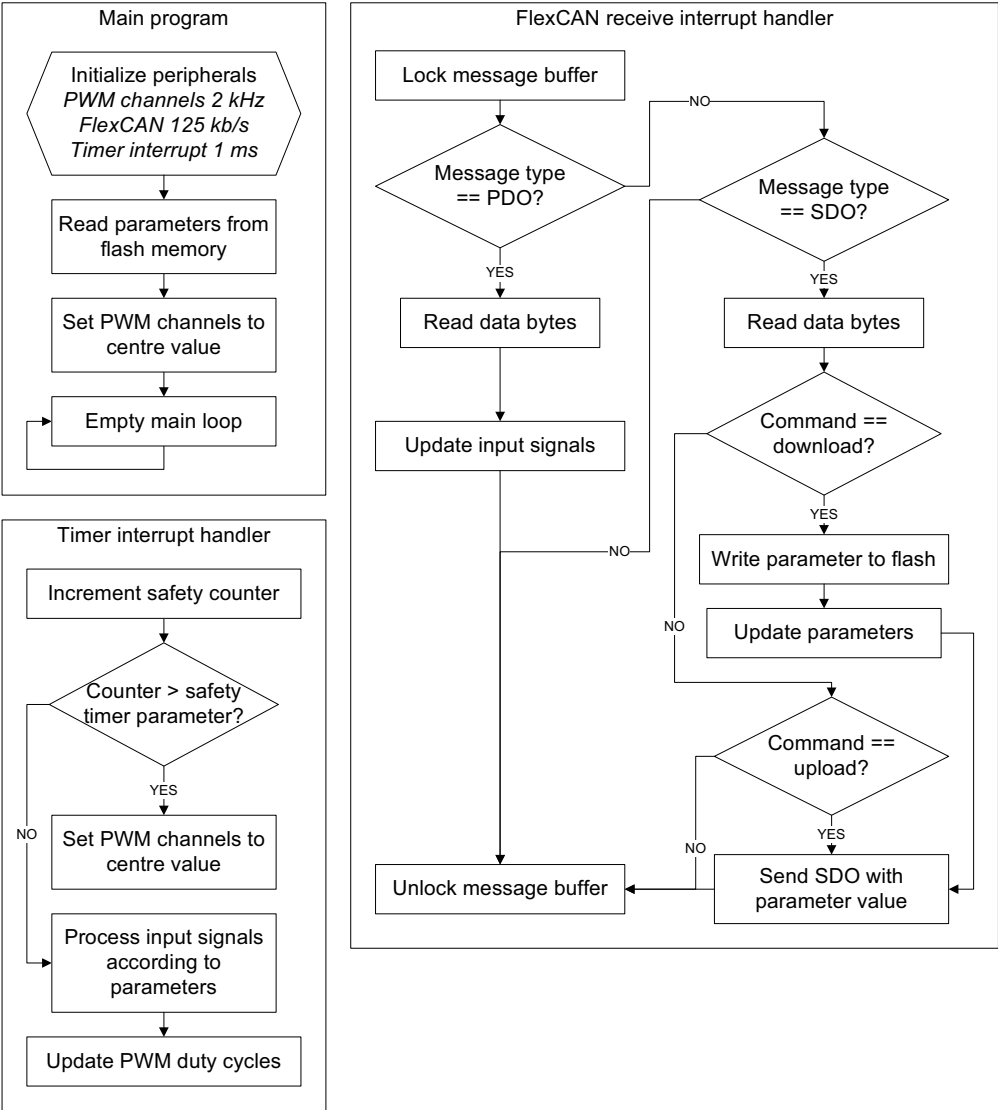 Main program
Initialize peripherals
PWM channels 2 kHz
FlexCAN 125 kb/s
Timer interrupt 1 ms
Read parameters from
flash memory
Set PWM channels to
centre value
Empty main loop
Timer interrupt handler
Increment safety counter
Counter > safety
timer parameter?
YES
NO
Set PWM channels to
centre value
Process input signals
according to
parameters
Update PWM duty cycles
FlexCAN receive interrupt handler
Lock message buffer
NO
Message type
== PDO?
Message type
== SDO?
YES
YES
Read data bytes
Read data bytes
Update input signals
Command ==
download?
YES
NO
Write parameter to flash
NO
Update parameters
Command ==
upload?
YES
NO
Unlock message buffer
Send SDO with
parameter value